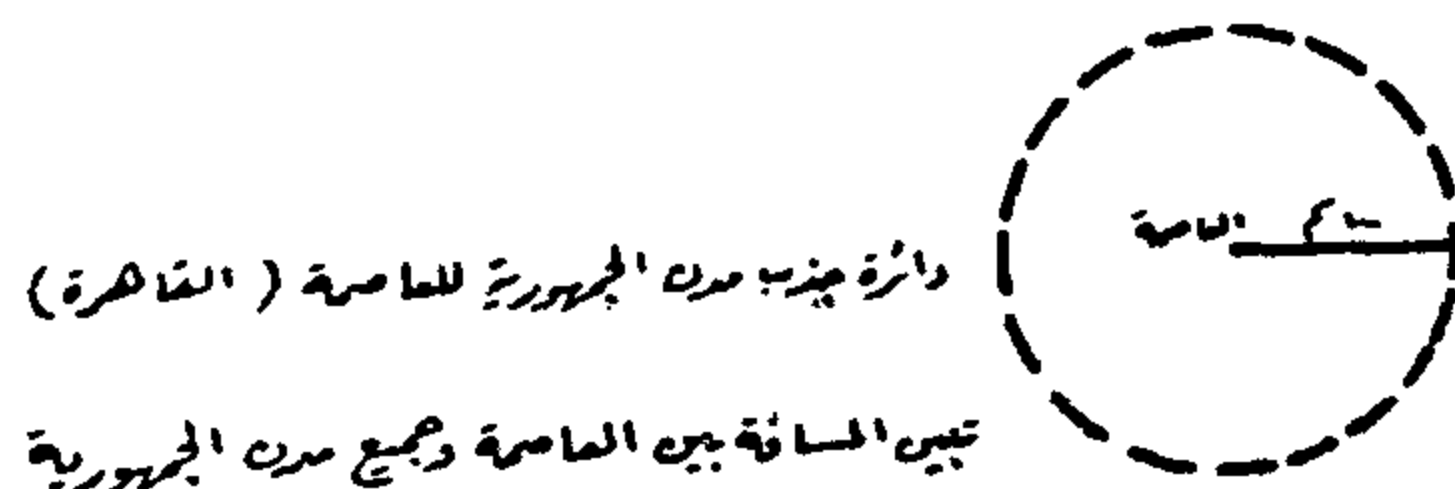 العاصمة
دائرة جذب مدن الجمهورية للعاصمة ( القاهرة )
تبين المسافة بين العاصمة وجميع مدن الجمهورية